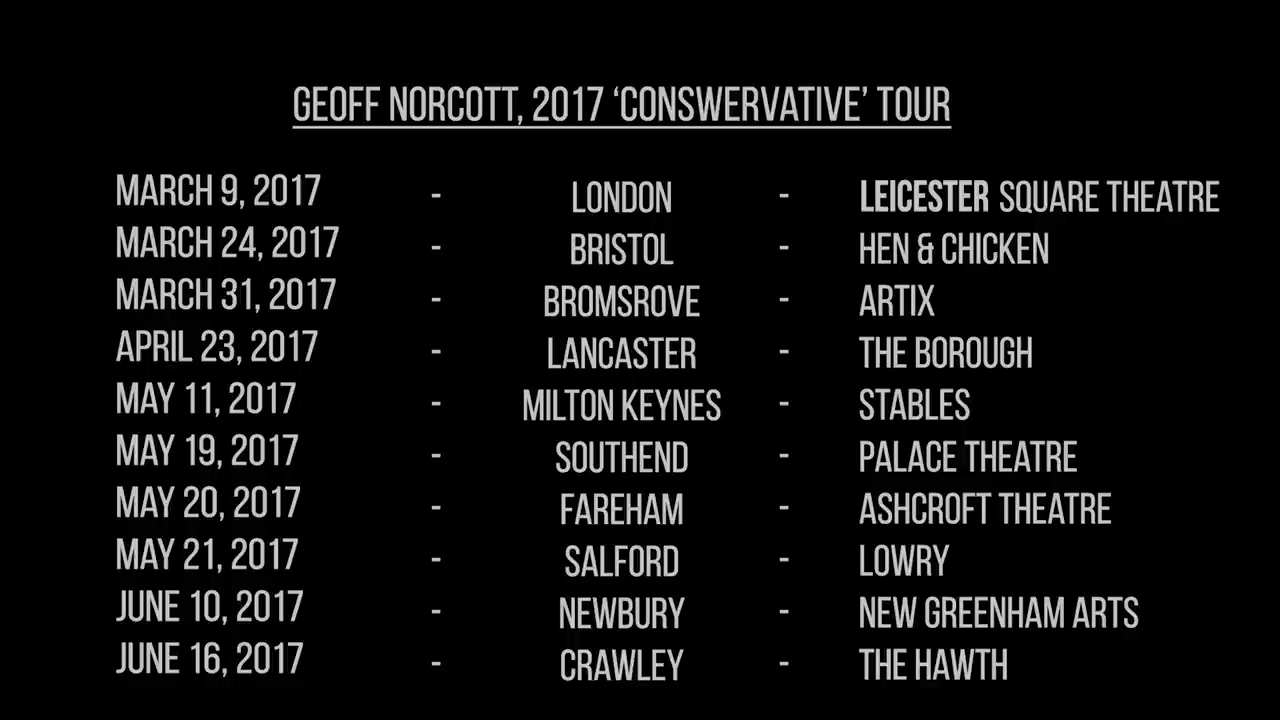 GEOFF NORCOTT, 2017 ‘CONSWERVATIVE’ TOUR
MARCH 9, 2017 - LONDON - LEICESTER SQUARE THEATRE
MARCH 24, 2017 - BRISTOL - HEN & CHICKEN
MARCH 31, 2017 - BROMSROVE - ARTIX
APRIL 23, 2017 - LANCASTER - THE BOROUGH
MAY 11, 2017 - MILTON KEYNES - STABLES
MAY 19, 2017 - SOUTHEND - PALACE THEATRE
MAY 20, 2017 - FAREHAM - ASHCROFT THEATRE
MAY 21, 2017 - SALFORD - LOWRY
JUNE 10, 2017 - NEWBURY - NEW GREENHAM ARTS
JUNE 16, 2017 - CRAWLEY - THE HAWTH